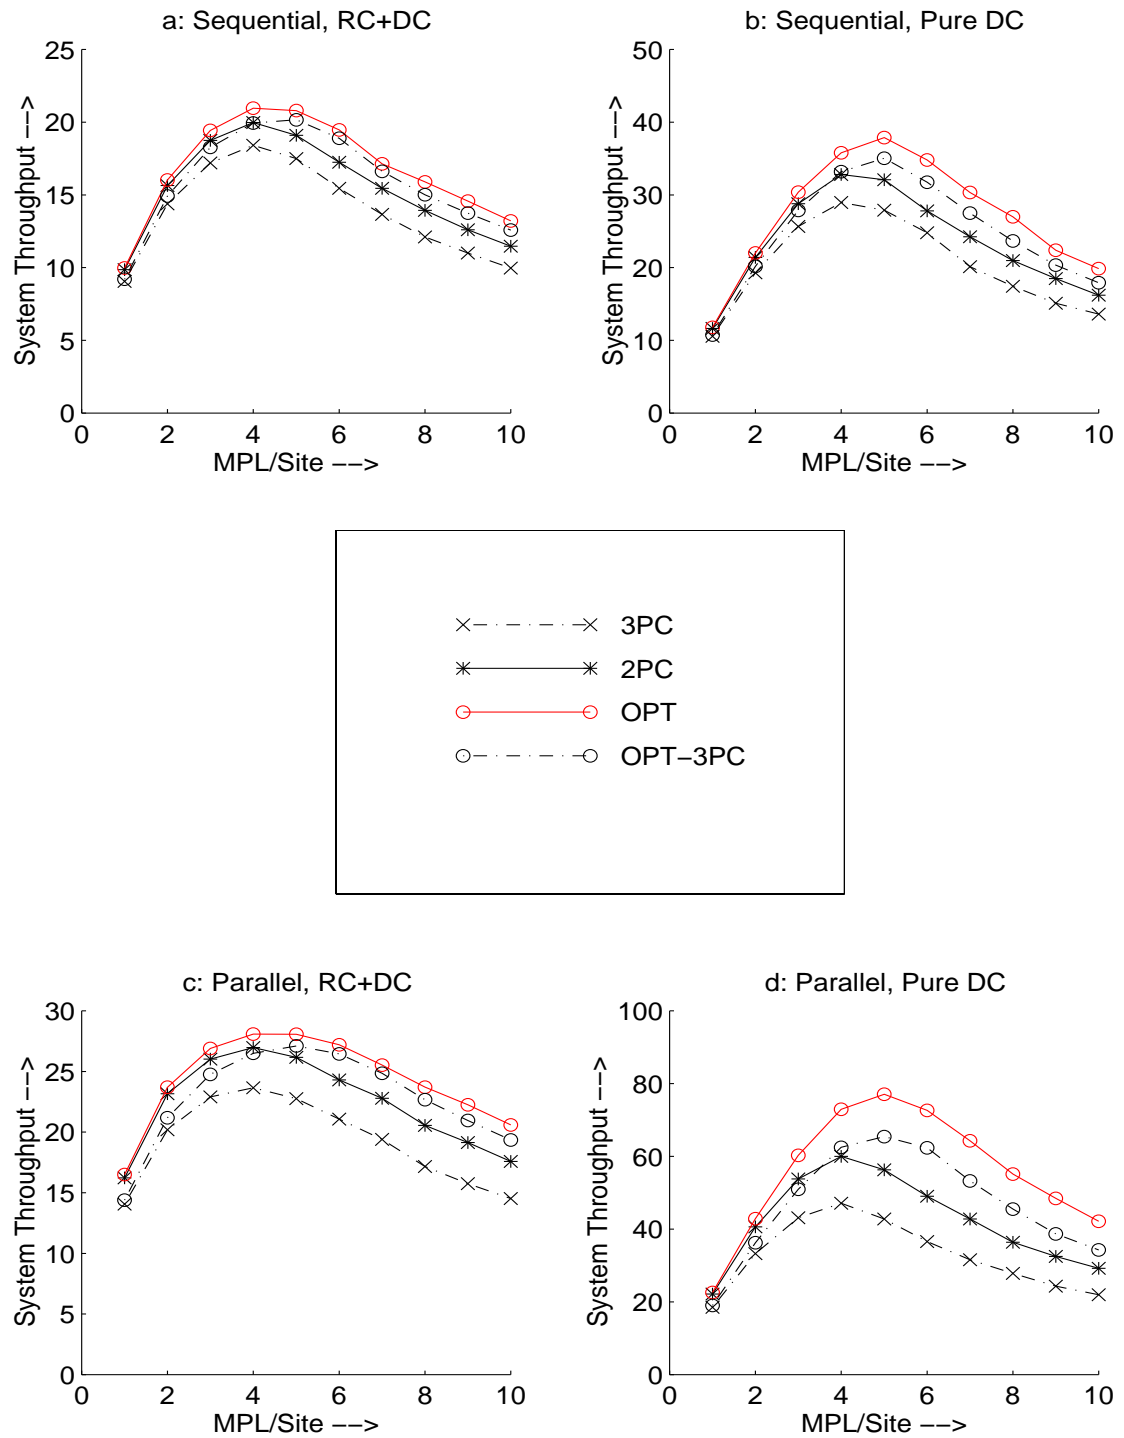 a: Sequential, RC+DC
System Throughput −−>
25
20
15
10
5
0
0 2 4 6 8 10
MPL/Site −−>
b: Sequential, Pure DC
System Throughput −−>
50
40
30
20
10
0
0 2 4 6 8 10
MPL/Site −−>
3PC
2PC
OPT
OPT−3PC
c: Parallel, RC+DC
System Throughput −−>
30
25
20
15
10
5
0
0 2 4 6 8 10
MPL/Site −−>
d: Parallel, Pure DC
System Throughput −−>
100
80
60
40
20
0
0 2 4 6 8 10
MPL/Site −−>